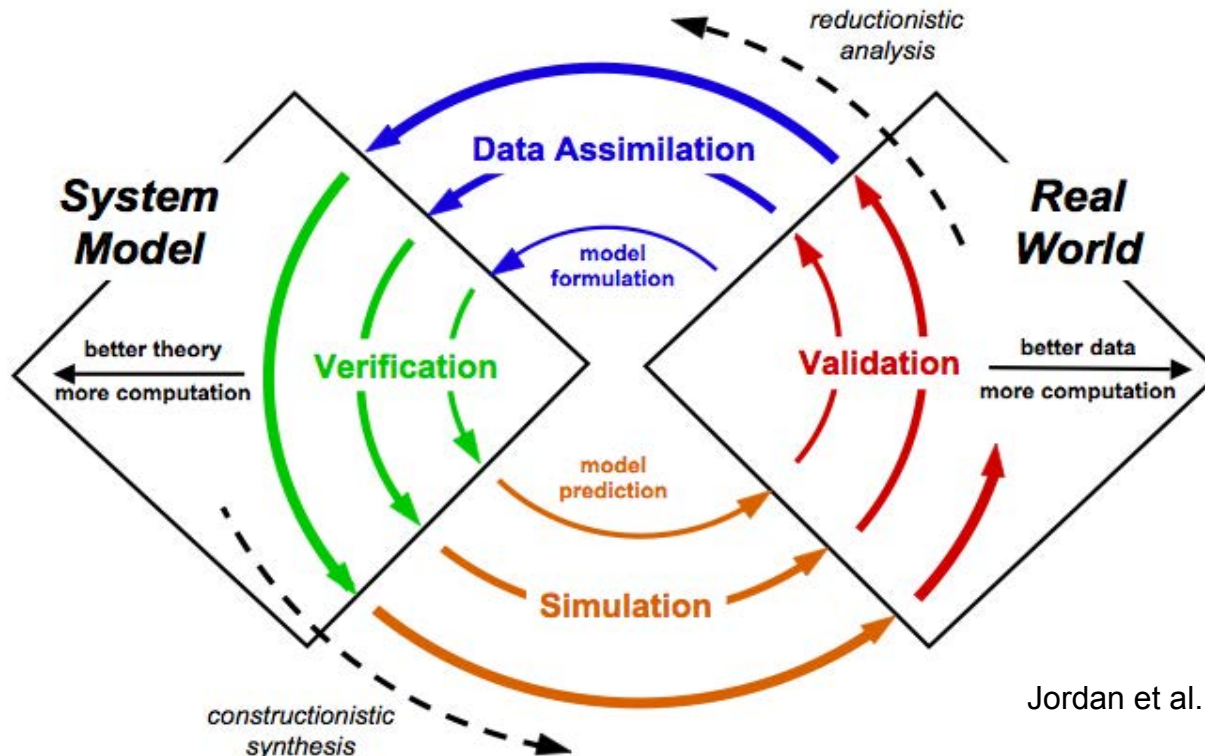 reductionistic
analysis
Data Assimilation
System
Model
Real
World
model
formulation
better theory
more computation
Verification
Validation
better data
more computation
model
prediction
Simulation
constructionistic
synthesis
Jordan et al.